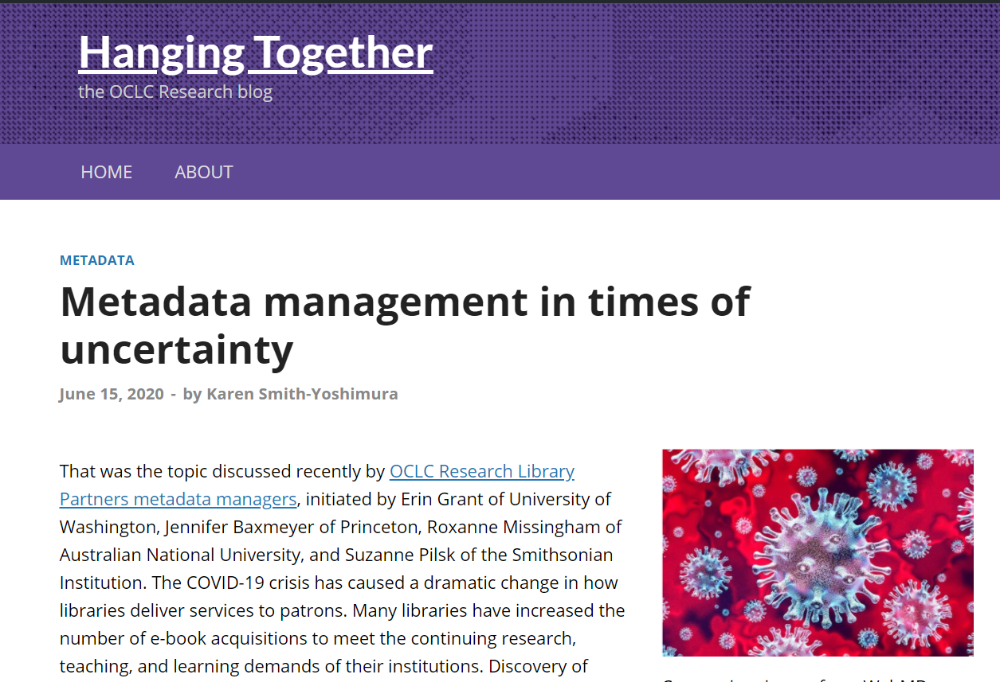 Hanging Together
the OCLC Research blog
HOME
ABOUT
METADATA
Metadata management in times of
uncertainty
June 15, 2020 - by Karen Smith-Yoshimura
That was the topic discussed recently by OCLC Research Library
Partners metadata managers, initiated by Erin Grant of University of
Washington, Jennifer Baxmeyer of Princeton, Roxanne Missingham of
Australian National University, and Suzanne Pilsk of the Smithsonian
Institution. The COVID-19 crisis has caused a dramatic change in how
libraries deliver services to patrons. Many libraries have increased the
number of e-book acquisitions to meet the continuing research,
teaching, and learning demands of their institutions. Discovery of